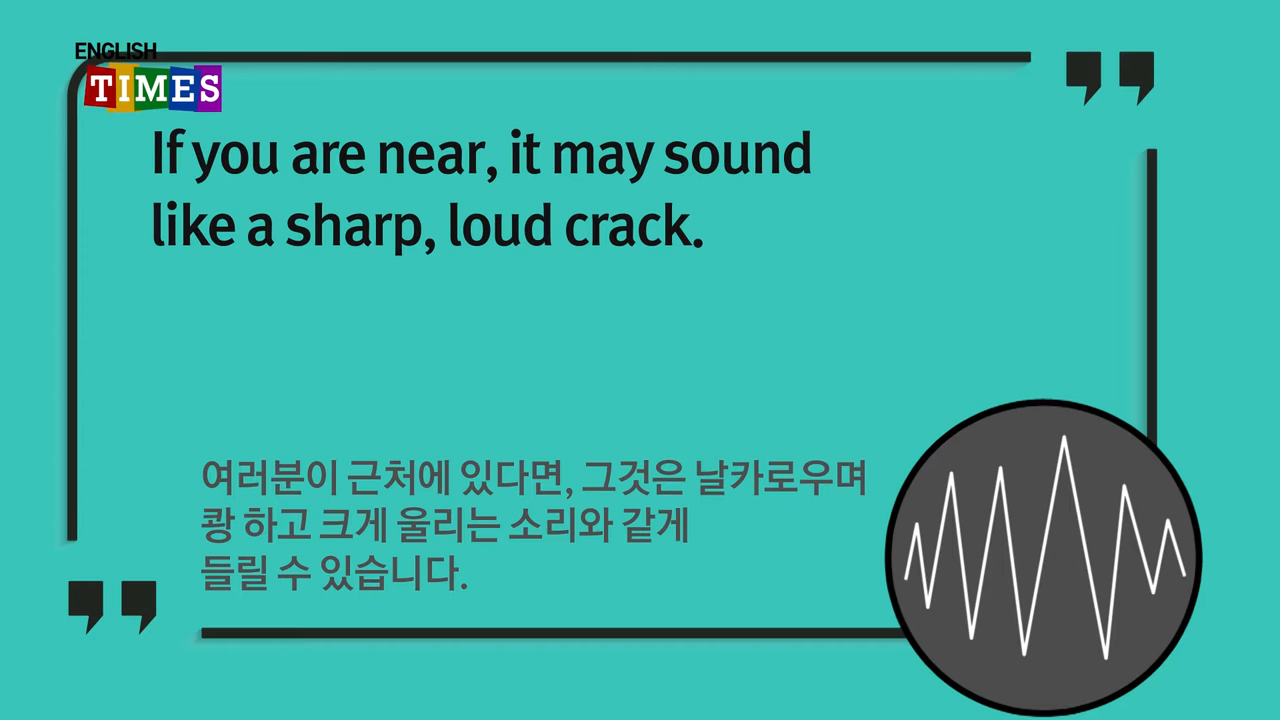 ENGLISH
TIMES
If you are near, it may sound
like a sharp, loud crack.
여러분이 근처에 있다면, 그것은 날카로우며
쾅 하고 크게 울리는 소리와 같게
들릴 수 있습니다.